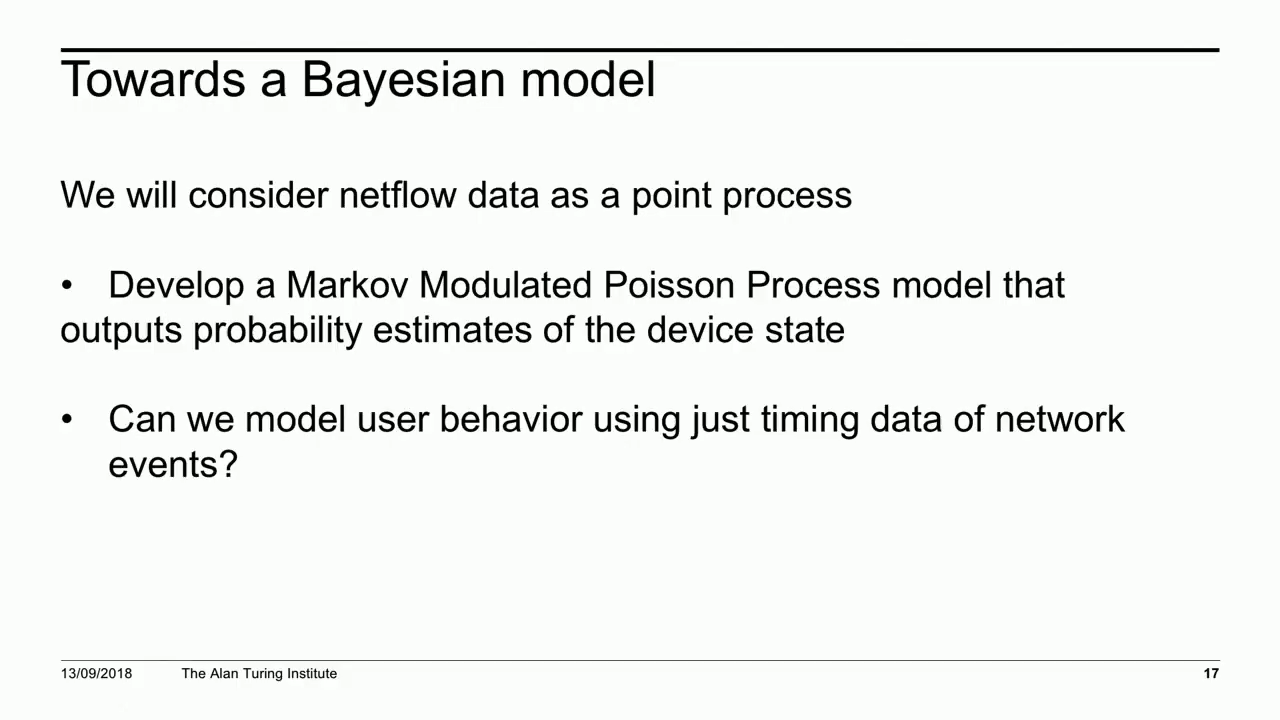 Towards a Bayesian model
We will consider netflow data as a point process
• Develop a Markov Modulated Poisson Process model that
outputs probability estimates of the device state
• Can we model user behavior using just timing data of network
events?
13/09/2018 The Alan Turing Institute 17